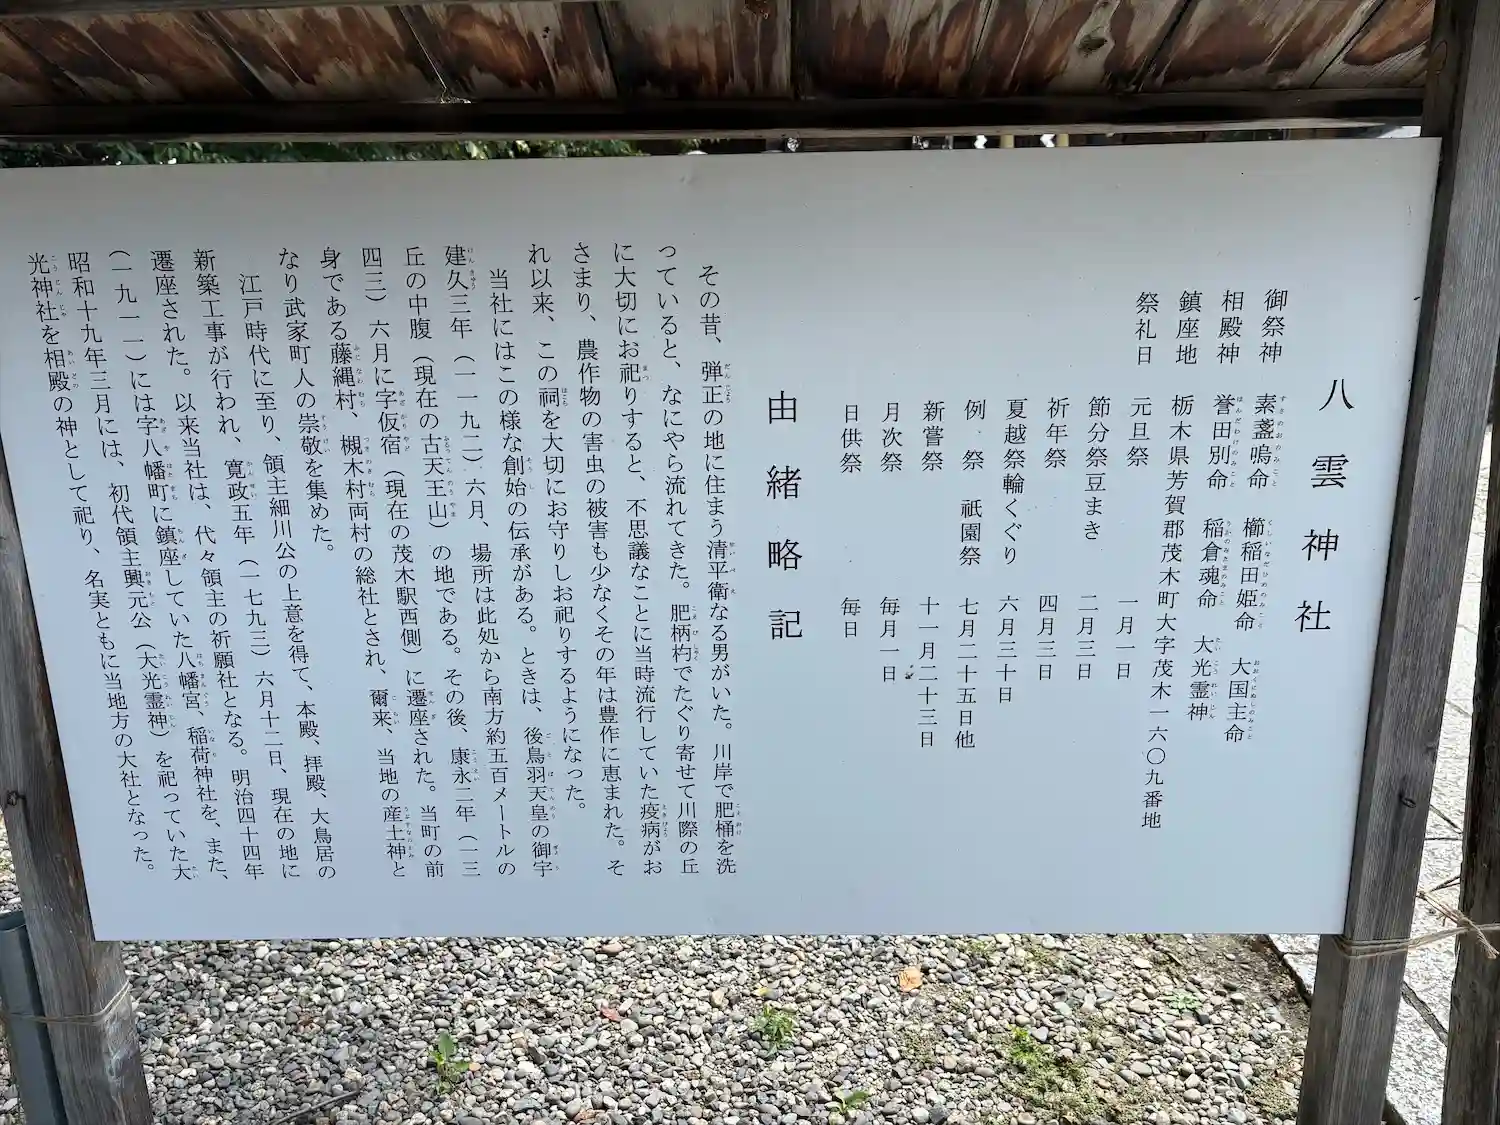 八雲神社
御祭神 素盞嗚命 櫛稲田姫命 大国主命
相殿神 誉田別命 稲倉魂命 大光霊神
鎮座地 栃木県芳賀郡茂木町大字茂木一六〇九番地
祭礼日 元旦祭 一月一日
節分祭豆まき 二月三日
祈年祭 四月三日
夏越祭輪くぐり 六月三十日
例祭 祇園祭 七月二十五日他
新嘗祭 十一月二十三日
月次祭 毎月一日
日供祭 毎日
由緒略記
その昔、弾正の地に住まう清平衛なる男がいた。川岸で肥桶を洗
っていると、なにやら流れてきた。肥柄杓でたぐり寄せて川際の丘
に大切にお祀りすると、不思議なことに当時流行していた疫病がお
さまり、農作物の害虫の被害も少なくその年は豊作に恵まれた。そ
れ以来、この祠を大切にお守りしお祀りするようになった。
当社にはこの様な創始の伝承がある。ときは、後鳥羽天皇の御宇
建久三年（一一九二）六月、場所は此処から南方約五百メートルの
丘の中腹（現在の古天王山）の地である。その後、康永二年（一三
四三）六月に字仮宿（現在の茂木駅西側）に遷座された。当町の前
身である藤縄村、槻木村両村の総社とされ、爾来、当地の産土神と
なり武家町人の崇敬を集めた。
江戸時代に至り、領主細川公の上意を得て、本殿、拝殿、大鳥居の
新築工事が行われ、寛政五年（一七九三）六月十二日、現在の地に
遷座された。以来当社は、代々領主の祈願社となる。明治四十四年
（一九一一）には字八幡町に鎮座していた八幡宮、稲荷神社を、また、
昭和十九年三月には、初代領主興元公（大光霊神）を祀っていた大
光神社を相殿の神として祀り、名実ともに当地方の大社となった。